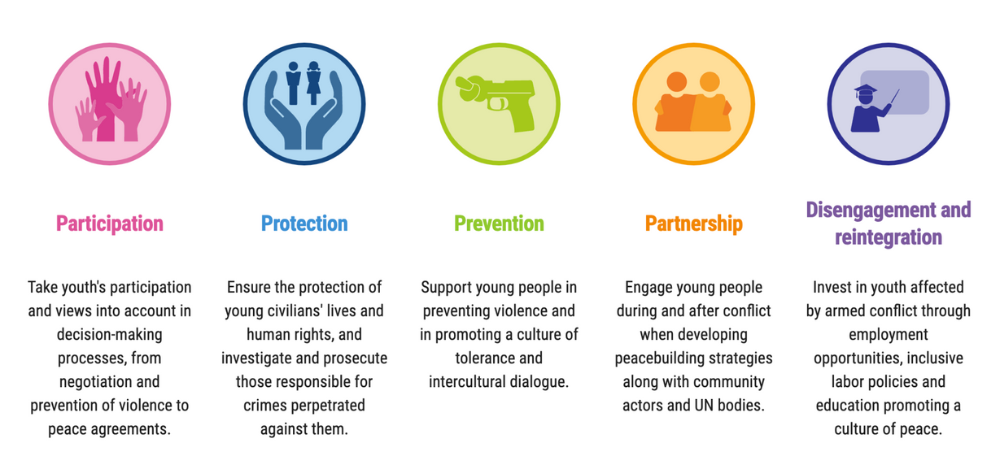 Participation
Take youth's participation
and views into account in
decision-making
processes, from
negotiation and
prevention of violence to
peace agreements.
Protection
Ensure the protection of
young civilians' lives and
human rights, and
investigate and prosecute
those responsible for
crimes perpetrated
against them.
Prevention
Support young people in
preventing violence and
in promoting a culture of
tolerance and
intercultural dialogue.
Partnership
Engage young people
during and after conflict
when developing
peacebuilding strategies
along with community
actors and UN bodies.
Disengagement and
reintegration
Invest in youth affected
by armed conflict through
employment
opportunities, inclusive
labor policies and
education promoting a
culture of peace.